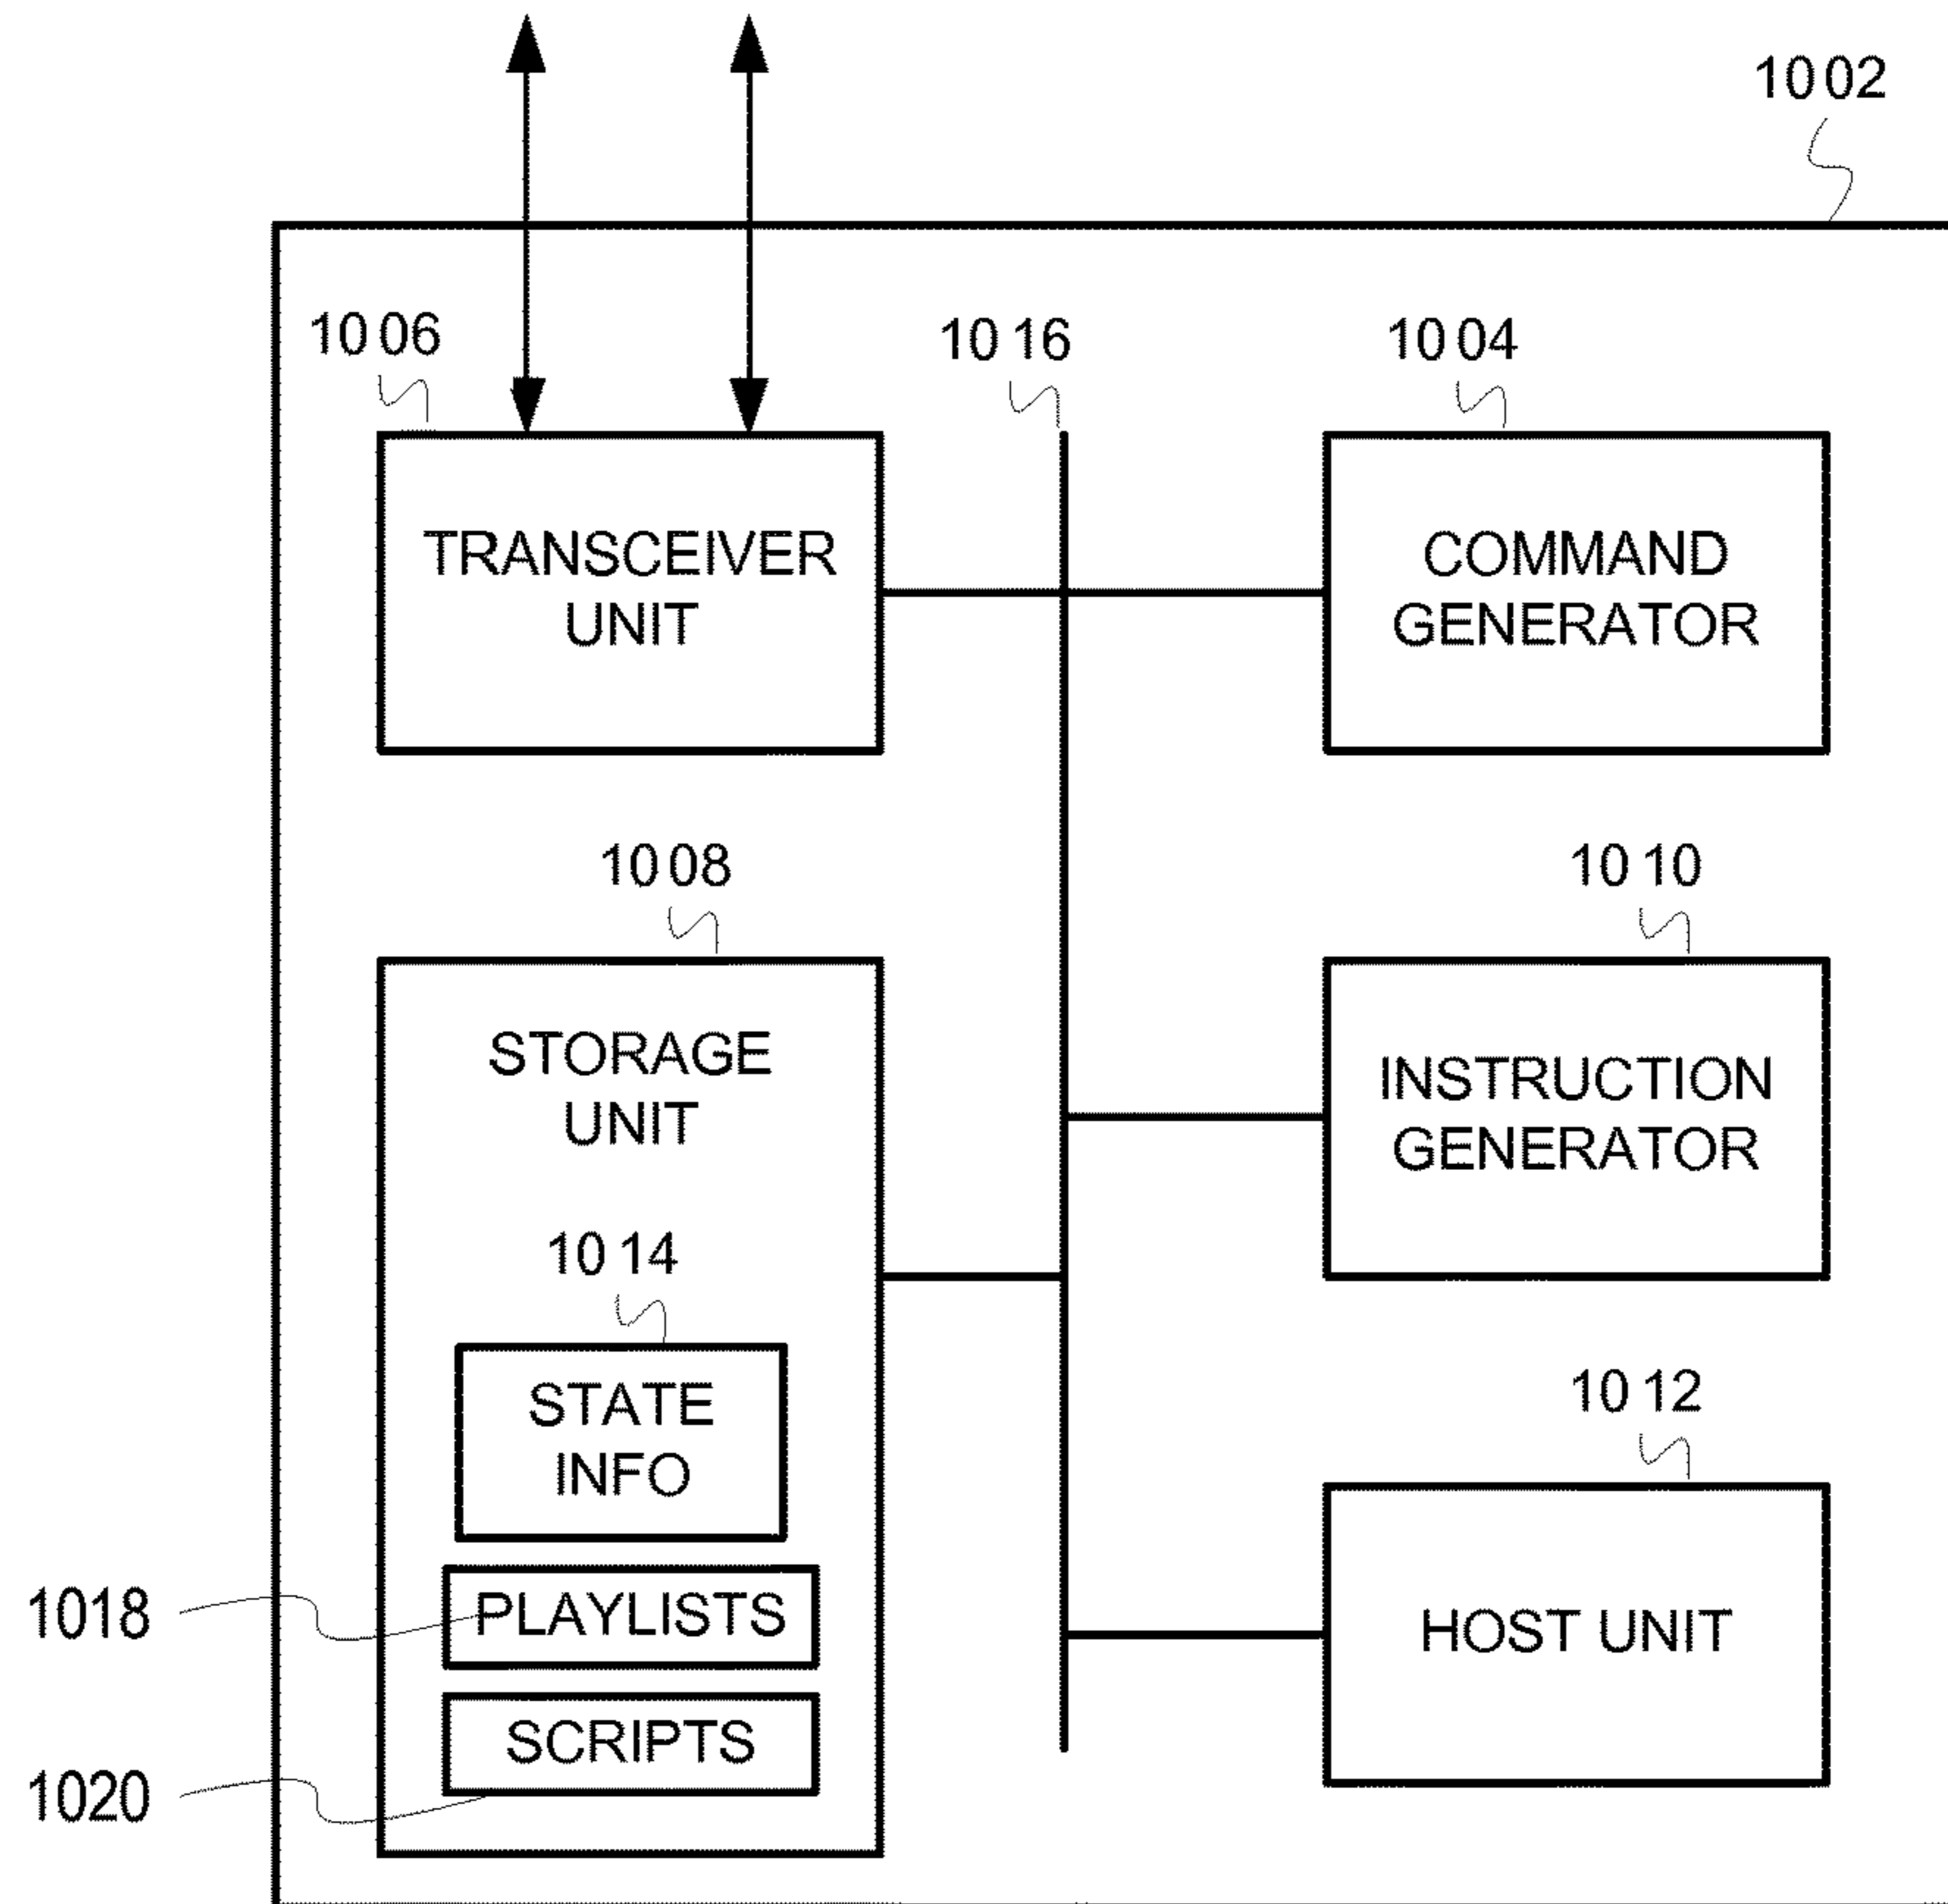 1002
1006
1016
1004
TRANSCEIVER
UNIT
COMMAND
GENERATOR
1008
1010
STORAGE
UNIT
INSTRUCTION
GENERATOR
1014
STATE
INFO
1012
1018
PLAYLISTS
HOST UNIT
SCRIPTS
1020